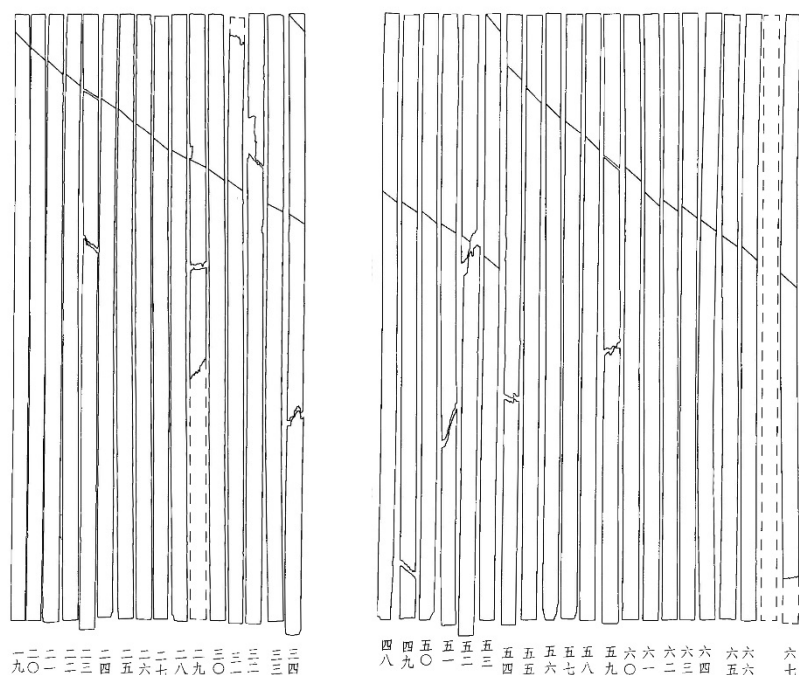 一九 二〇 二一 二二 二三 二四 二五 二六 二七 二八 二九 三〇 三一 三二 三三 三四
四八 四九 五〇 五一 五二 五三 五四 五五 五六 五七 五八 五九 六〇 六一 六二 六三 六四 六五 六六 六七